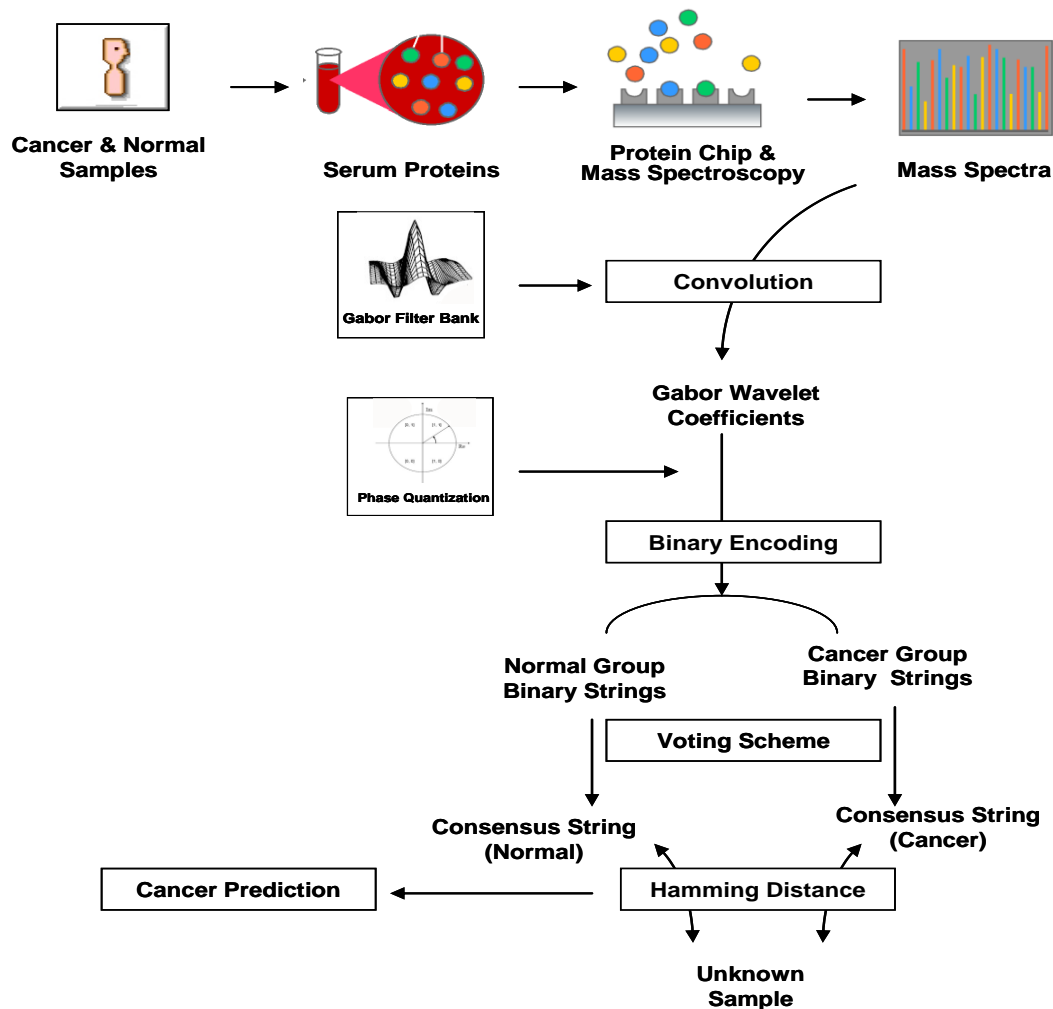 Cancer & Normal
Samples
Serum Proteins
Protein Chip &
Mass Spectroscopy
Mass Spectra
Gabor Filter Bank
Convolution
Gabor Wavelet
Coefficients
Phase Quantization
Binary Encoding
Normal Group
Binary Strings
Cancer Group
Binary Strings
Voting Scheme
Consensus String
(Normal)
Consensus String
(Cancer)
Cancer Prediction
Hamming Distance
Unknown
Sample